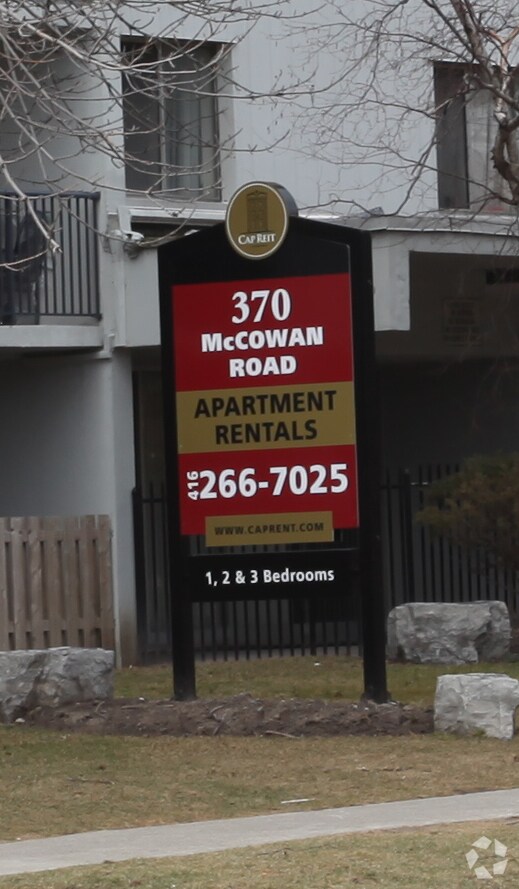 CAP REIT
370
McCOWAN
ROAD
APARTMENT
RENTALS
416 266-7025
WWW.CAPRENT.COM
1, 2 & 3 Bedrooms